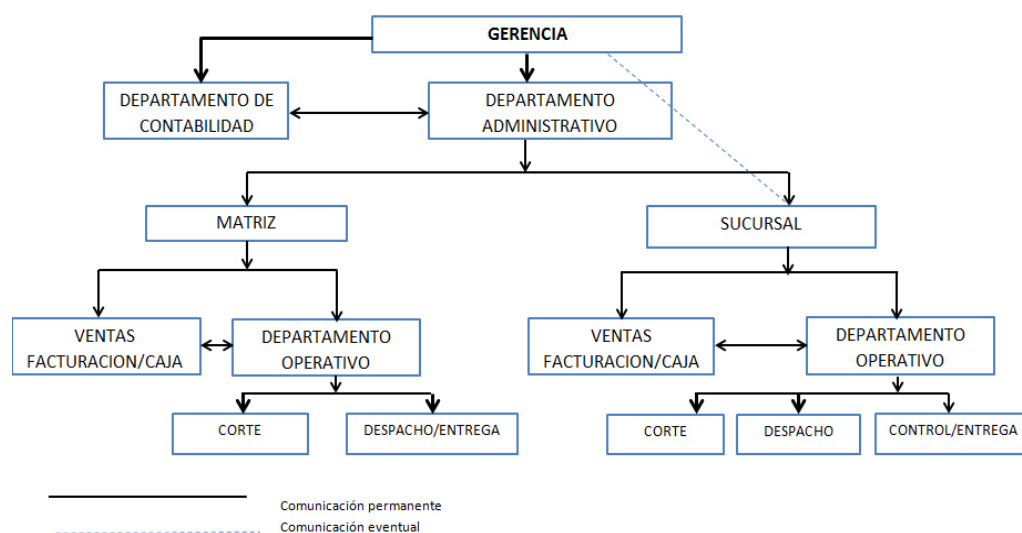 GERENCIA
DEPARTAMENTO DE
CONTABILIDAD
DEPARTAMENTO
ADMINISTRATIVO
MATRIZ
SUCURSAL
VENTAS
FACTURACION/CAJA
DEPARTAMENTO
OPERATIVO
VENTAS
FACTURACION/CAJA
DEPARTAMENTO
OPERATIVO
CORTE
DESPACHO/ENTREGA
CORTE
DESPACHO
CONTROL/ENTREGA
Comunicación permanente
Comunicación eventual